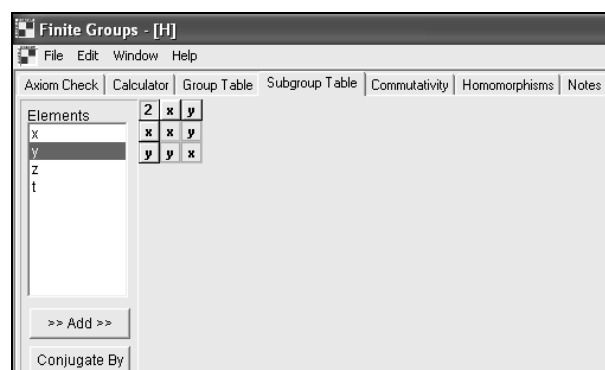 Finite Groups - [H]
File Edit Window Help
Axiom Check Calculator Group Table Subgroup Table Commutativity Homomorphisms Notes
Elements
x
y
z
t
2 x y
x x y
y y x
>> Add >>
Conjugate By